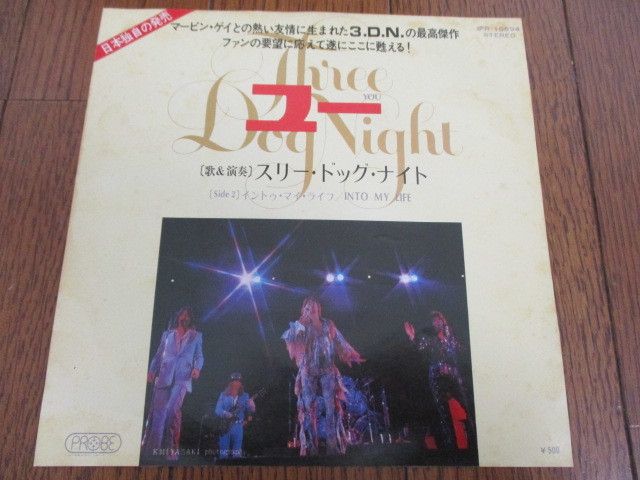 日本独自の発売
マービン・ゲイとの熱い友情に生まれた3.D.N.の最高傑作
ファンの要望に応えて遂にここに甦える!
IPR-10694
STEREO
Three
YOU
ユー
Dog Night
[歌&演奏]スリー・ドッグ・ナイト
[Side 2]イントゥ・マイ・ライフ/INTO MY LIFE
PROBE
K.MIYAZAKI photograph
¥500